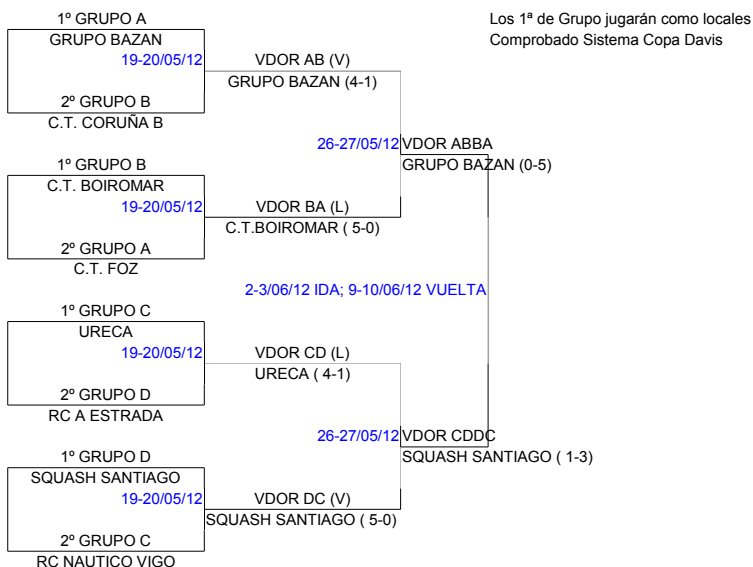 1º GRUPO A
Los 1ª de Grupo jugarán como locales
GRUPO BAZAN
Comprobado Sistema Copa Davis
19-20/05/12
VDOR AB (V)
GRUPO BAZAN (4-1)
2º GRUPO B
C.T. CORUÑA B
26-27/05/12
VDOR ABBA
1º GRUPO B
GRUPO BAZAN (0-5)
C.T. BOIROMAR
19-20/05/12
VDOR BA (L)
C.T.BOIROMAR ( 5-0)
2º GRUPO A
C.T. FOZ
2-3/06/12 IDA; 9-10/06/12 VUELTA
1º GRUPO C
URECA
19-20/05/12
VDOR CD (L)
URECA ( 4-1)
2º GRUPO D
RC A ESTRADA
26-27/05/12
VDOR CDDC
1º GRUPO D
SQUASH SANTIAGO ( 1-3)
SQUASH SANTIAGO
19-20/05/12
VDOR DC (V)
SQUASH SANTIAGO ( 5-0)
2º GRUPO C
RC NAUTICO VIGO